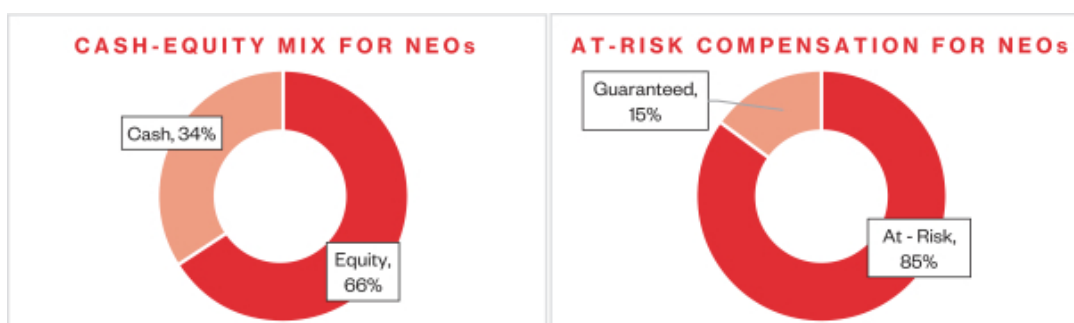 CASH-EQUITY MIX FOR NEOs
Cash, 34%
Equity,
66%
AT-RISK COMPENSATION FOR NEOs
Guaranteed,
15%
At - Risk,
85%